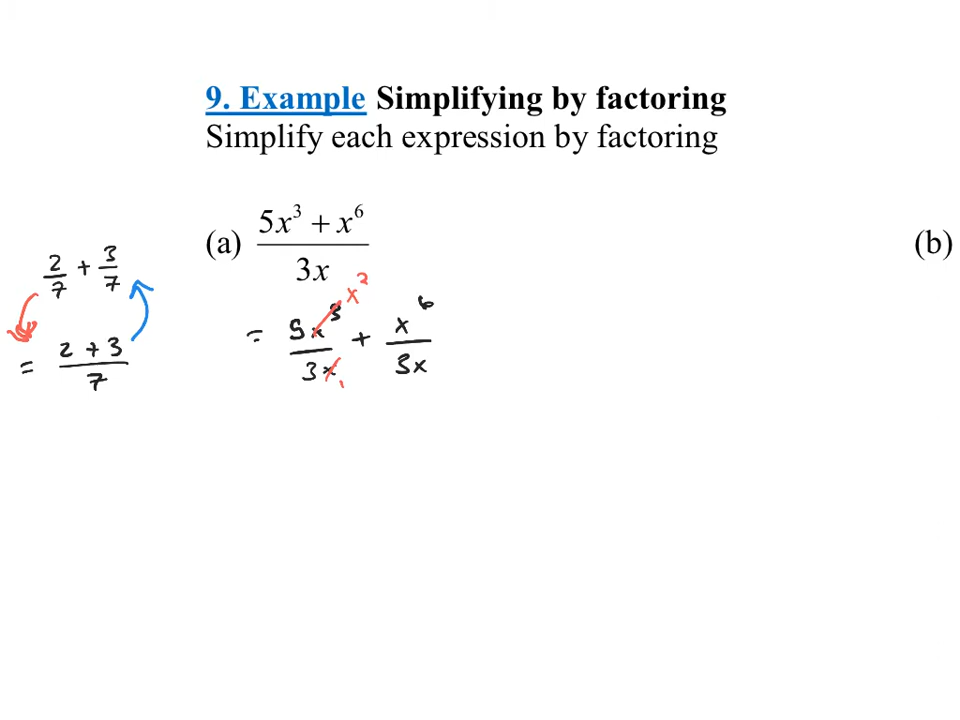 9. Example Simplifying by factoring
Simplify each expression by factoring
(a) (5x³ + x⁶)/(3x)
(b)
2/7 + 3/7
= (2 + 3)/7
= 5x³/3x + x⁶/3x
x²
1